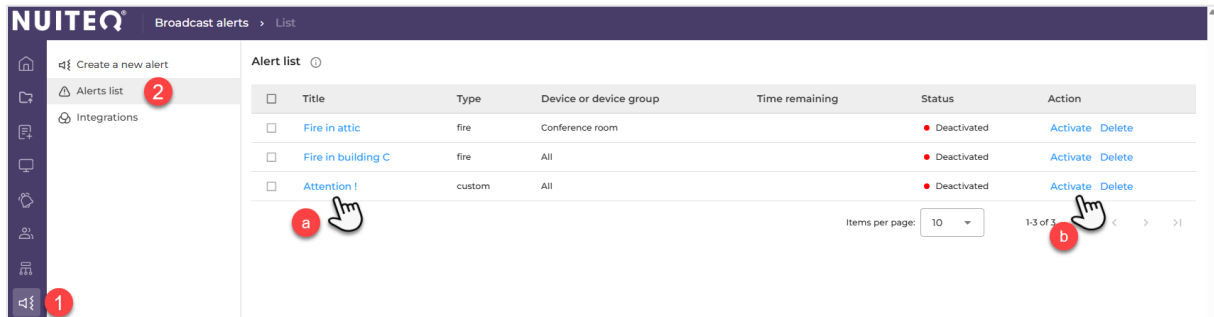 NUITEQ® Broadcast alerts › List
Create a new alert
Alerts list 2
Integrations
Alert list
Title Type Device or device group Time remaining Status Action
Fire in attic fire Conference room Deactivated Activate Delete
Fire in building C fire All Deactivated Activate Delete
Attention ! custom All Deactivated Activate Delete
a
b
Items per page: 10 1-3 of 3
1